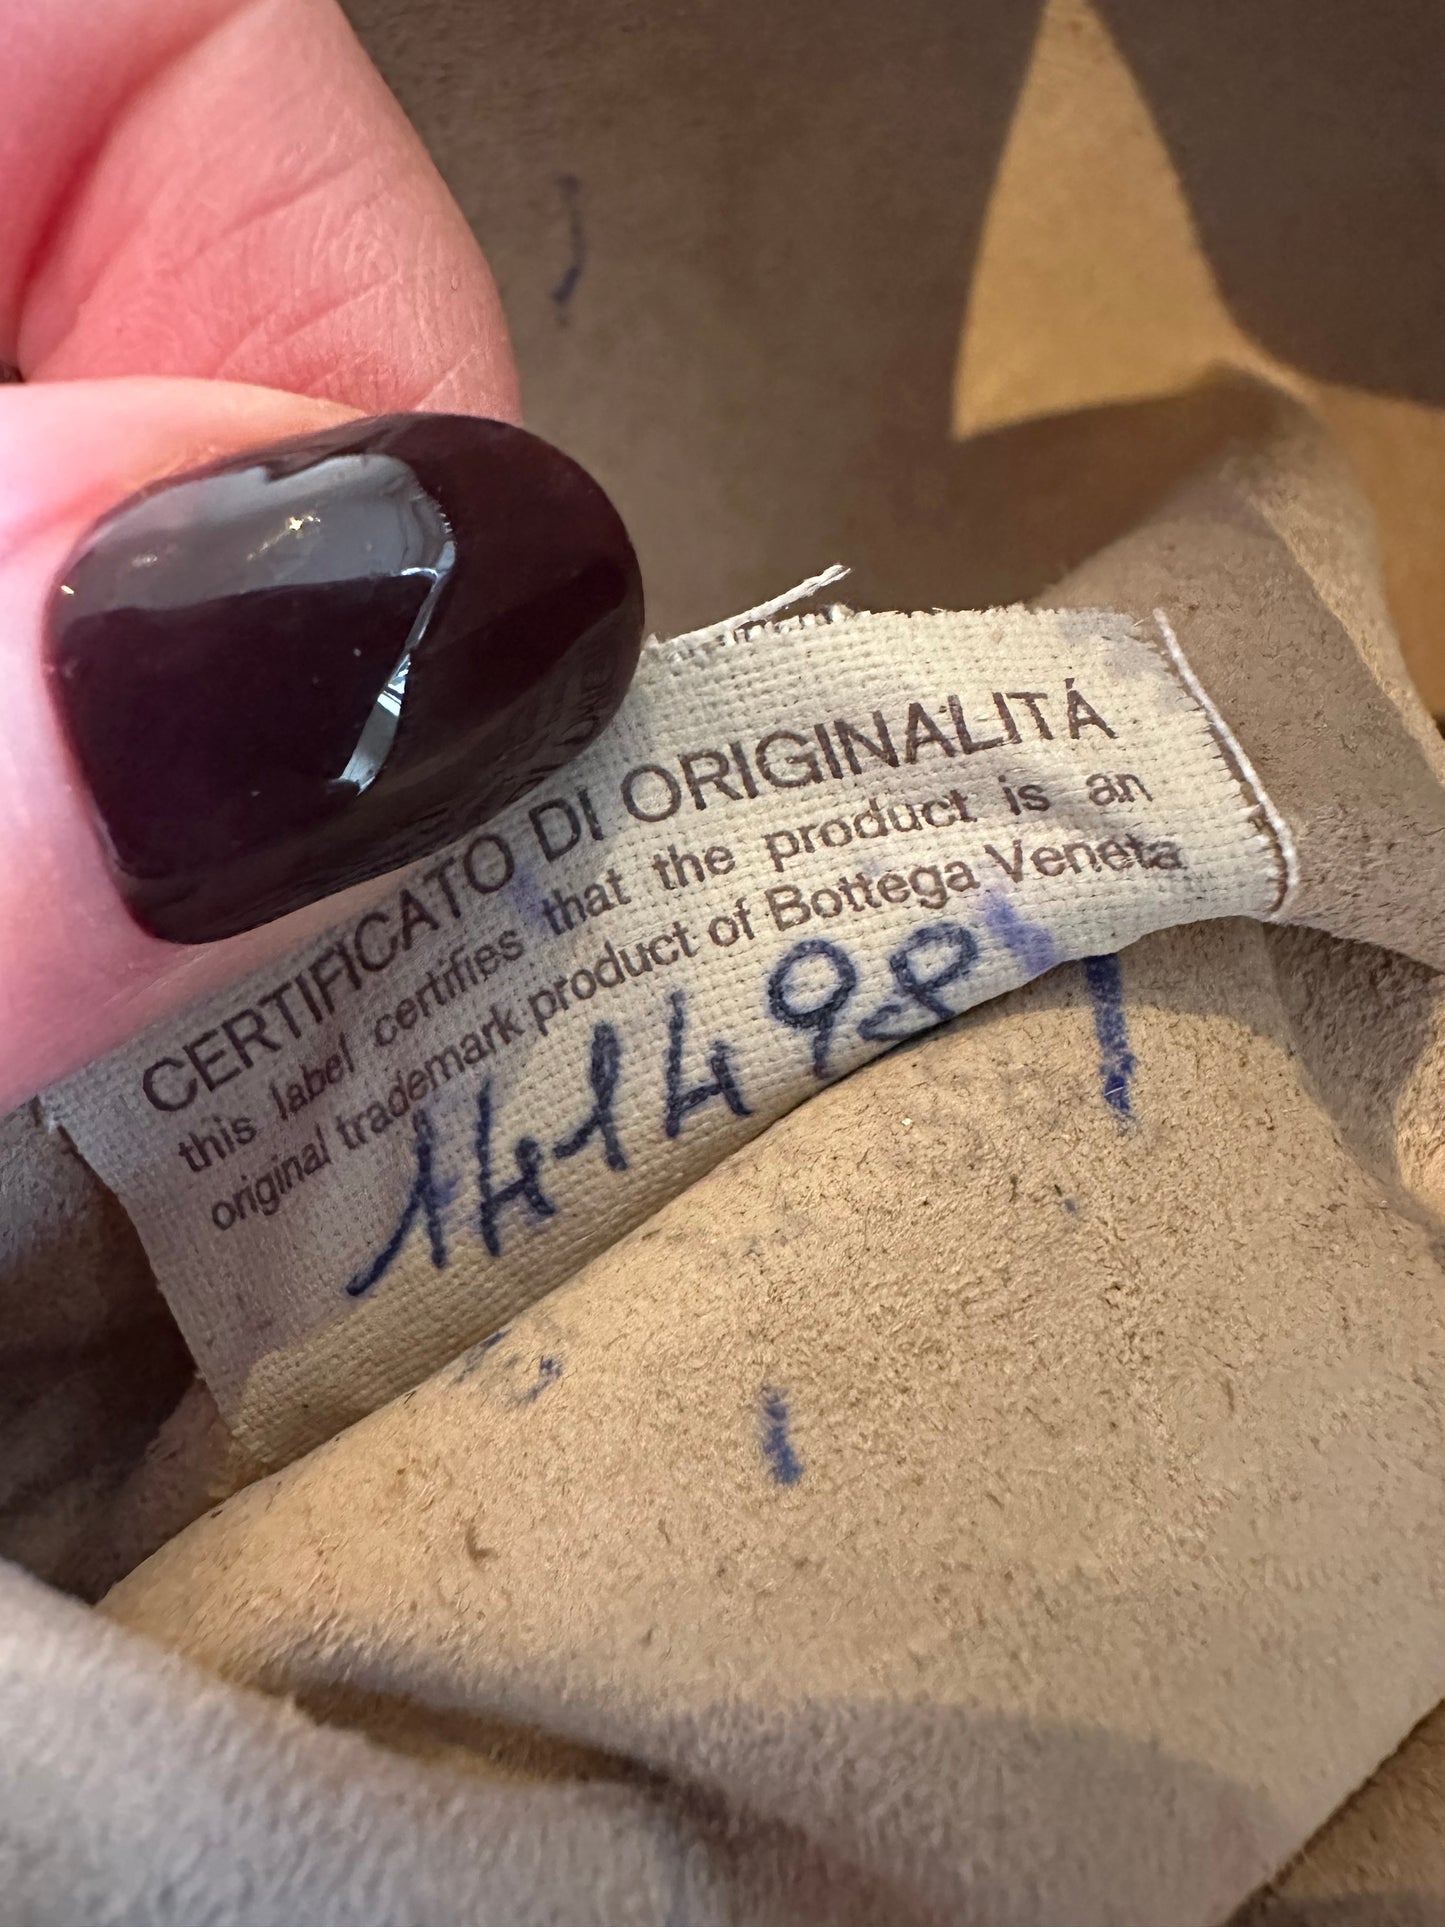 CERTIFICATO DI ORIGINALITÁ
this label certifies that the product is an
original trademark product of Bottega Veneta
141498